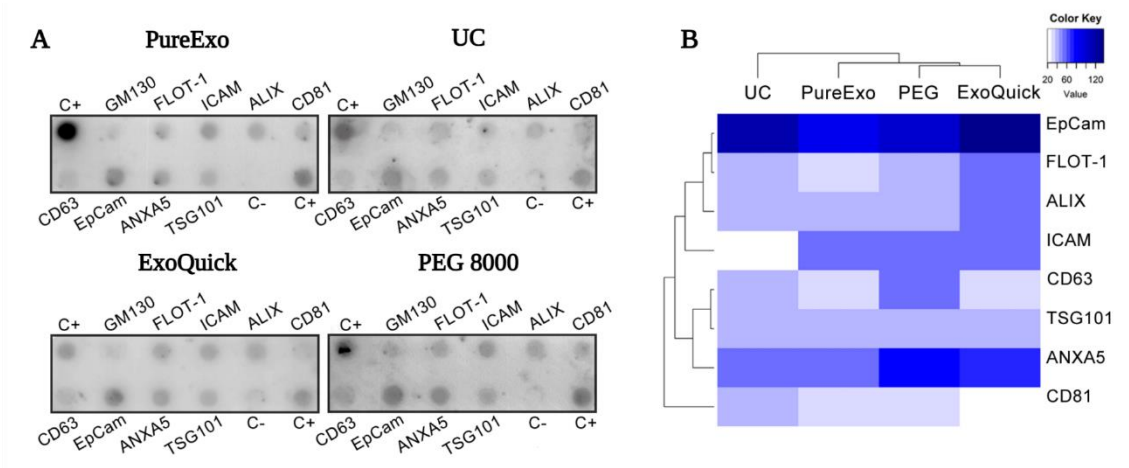 A
PureExo
C+ GM130 FLOT-1 ICAM ALIX CD81
CD63 EpCam ANXA5 TSG101 C- C+
UC
C+ GM130 FLOT-1 ICAM ALIX CD81
CD63 EpCam ANXA5 TSG101 C- C+
ExoQuick
C+ GM130 FLOT-1 ICAM ALIX CD81
CD63 EpCam ANXA5 TSG101 C- C+
PEG 8000
C+ GM130 FLOT-1 ICAM ALIX CD81
CD63 EpCam ANXA5 TSG101 C- C+
B
Color Key
20 60 120
Value
UC PureExo PEG ExoQuick
EpCam
FLOT-1
ALIX
ICAM
CD63
TSG101
ANXA5
CD81